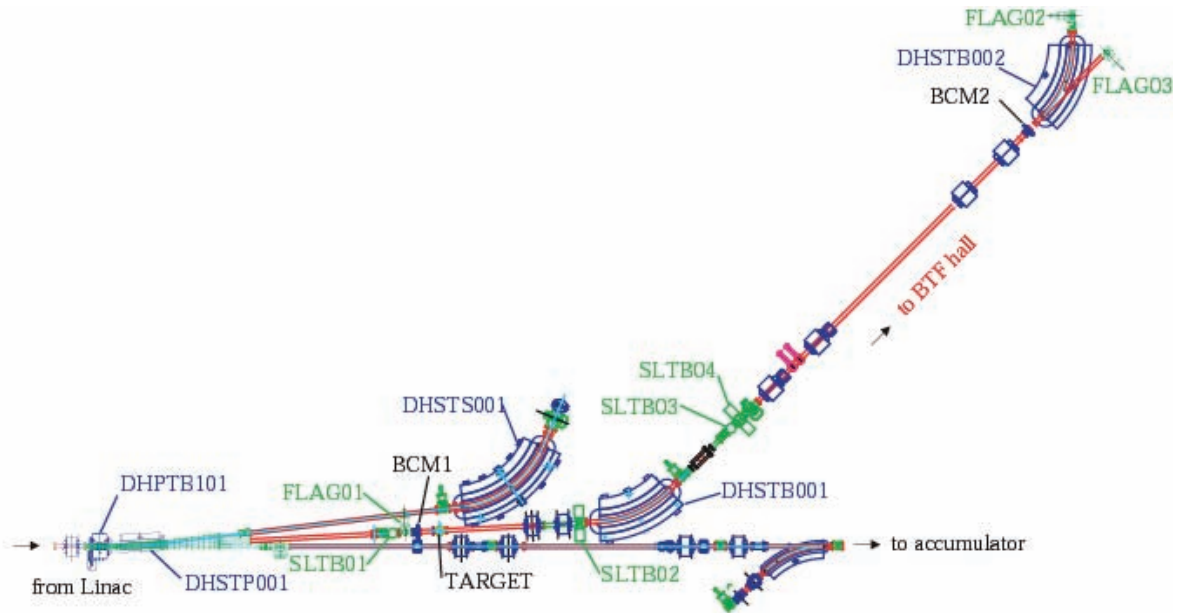 FLAG02
DHSTB002
FLAG03
BCM2
to BTF hall
SLTB04
SLTB03
DHSTS001
BCM1
DHPTB101
FLAG01
DHSTB001
to accumulator
SLTB01
SLTB02
from Linac
DHSTP001
TARGET